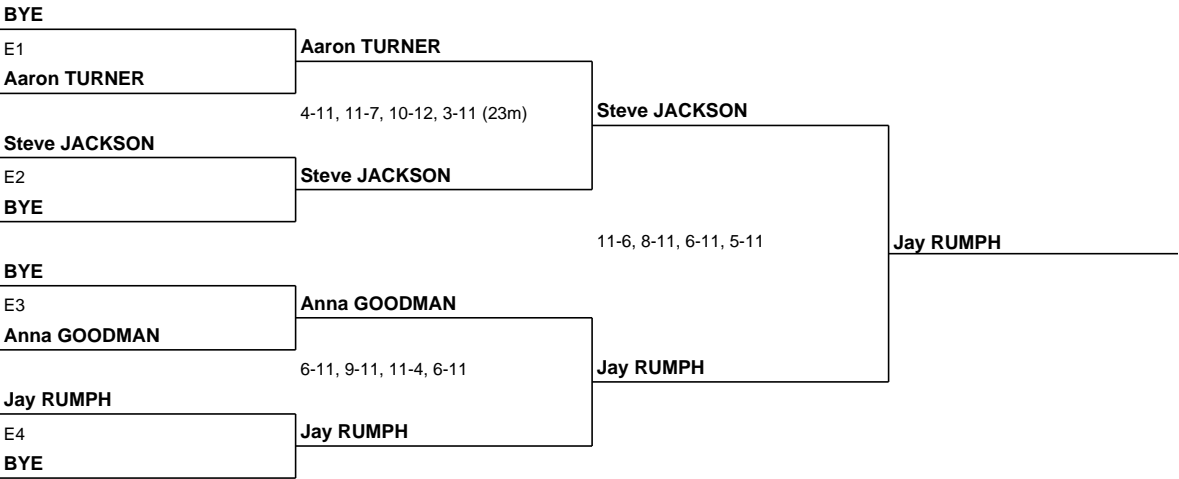 BYE
E1
Aaron TURNER
Aaron TURNER
4-11, 11-7, 10-12, 3-11 (23m)
Steve JACKSON
Steve JACKSON
E2
Steve JACKSON
BYE
11-6, 8-11, 6-11, 5-11
Jay RUMPH
BYE
E3
Anna GOODMAN
Anna GOODMAN
6-11, 9-11, 11-4, 6-11
Jay RUMPH
Jay RUMPH
E4
Jay RUMPH
BYE